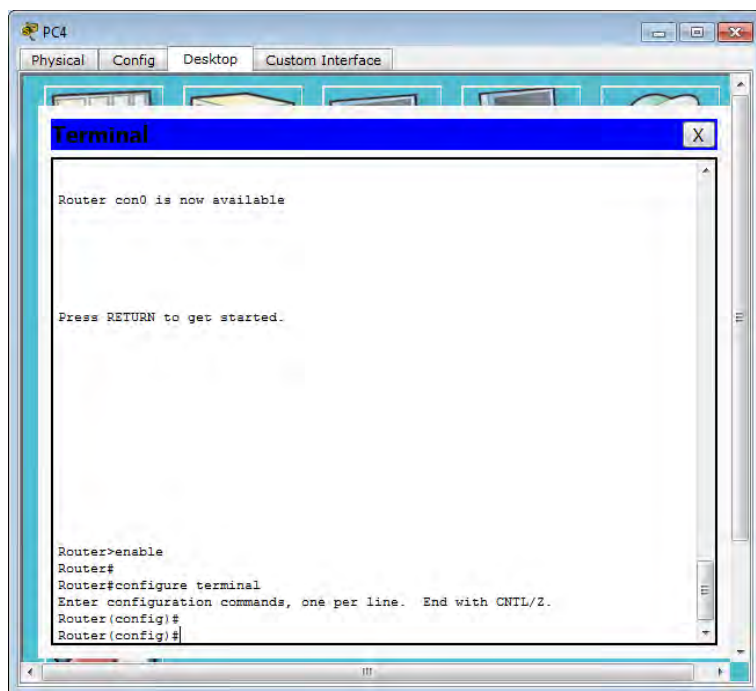 PC4
Physical Config Desktop Custom Interface
Terminal X
Router con0 is now available
Press RETURN to get started.
Router>enable
Router#
Router#configure terminal
Enter configuration commands, one per line.  End with CNTL/Z.
Router(config)#
Router(config)#